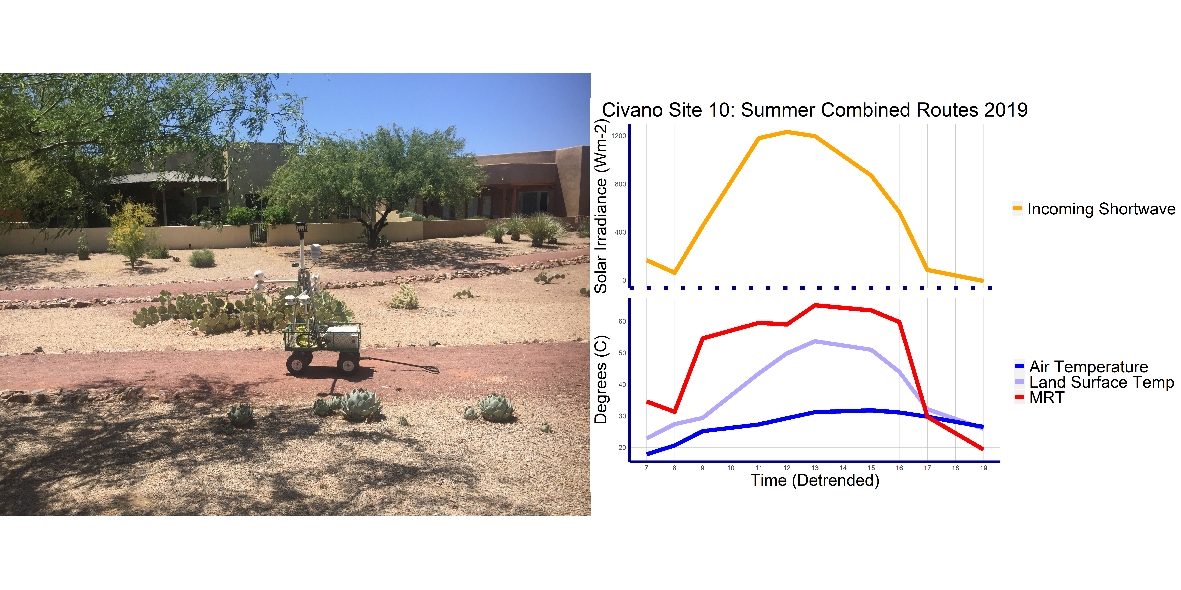 Civano Site 10: Summer Combined Routes 2019
Solar Irradiance (Wm-2)
1200
800
400
0
Incoming Shortwave
Degrees (C)
60
50
40
30
20
Air Temperature
Land Surface Temp
MRT
7 8 9 10 11 12 13 14 15 16 17 18 19
Time (Detrended)